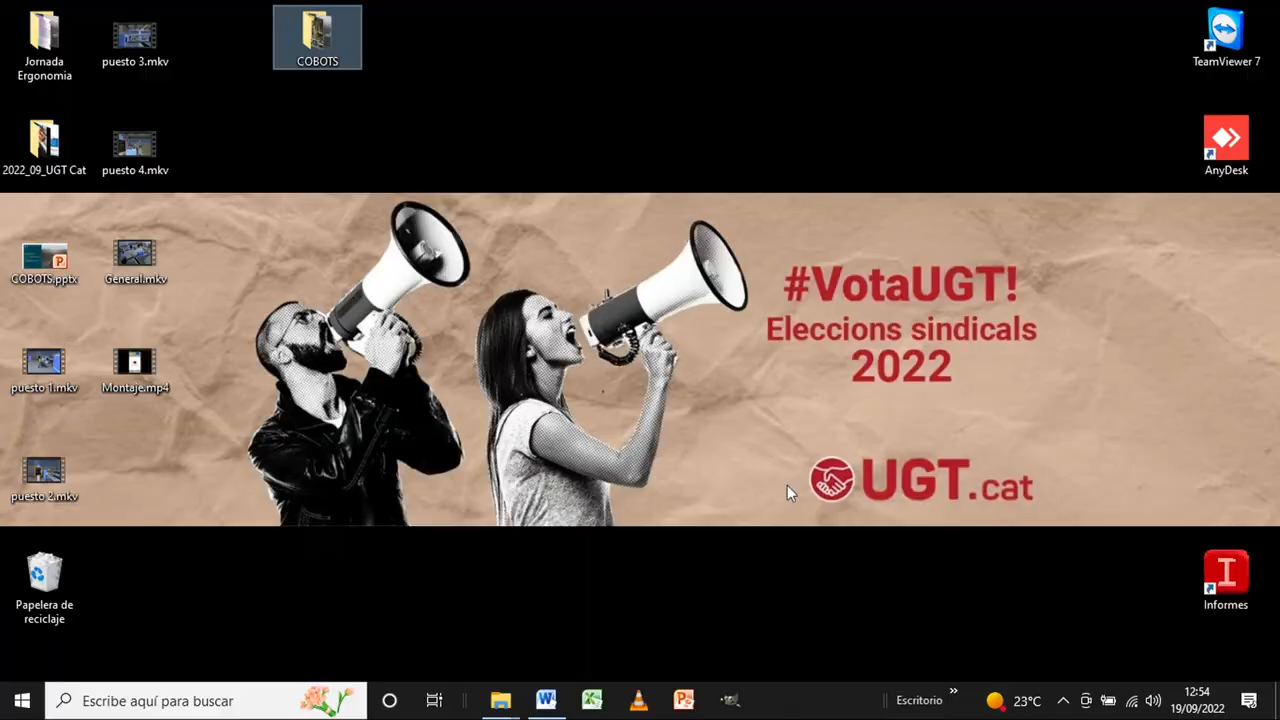 Jornada
Ergonomia
puesto 3.mkv
COBOTS
TeamViewer 7
2022_09_UGT Cat
puesto 4.mkv
AnyDesk
#VotaUGT!
Eleccions sindicals
2022
UGT.cat
COBOTS.pptx
General.mkv
puesto 1.mkv
Montaje.mp4
puesto 2.mkv
Papelera de
reciclaje
Informes
Escribe aquí para buscar
Escritorio
23°C
12:54
19/09/2022